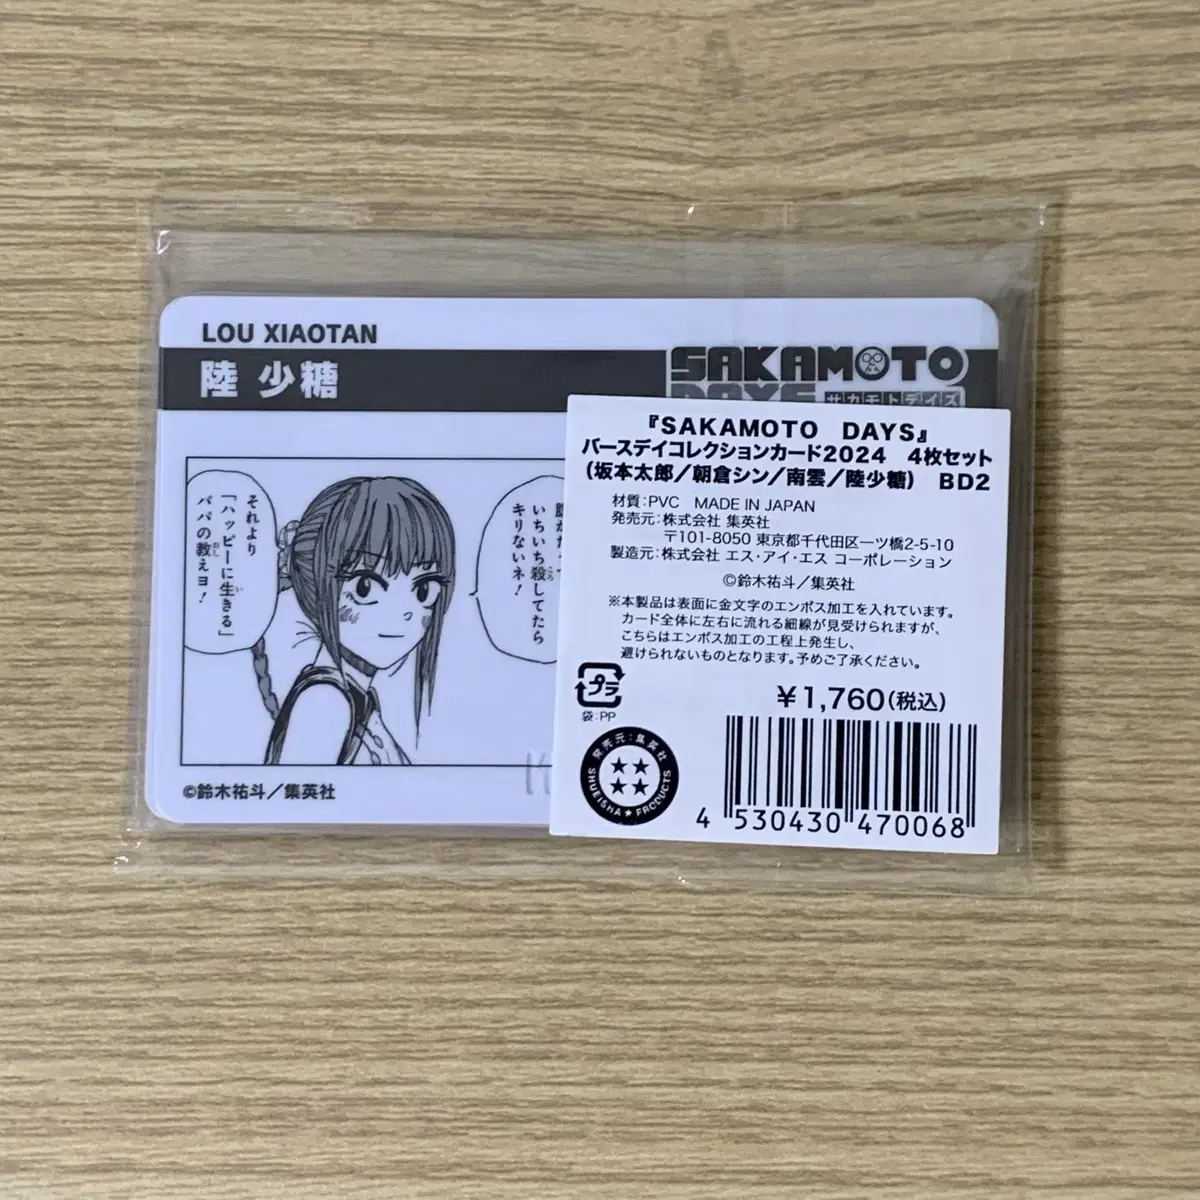 LOU XIAOTAN
陸 少糖
SAKAMOTO
DAYS サカモトデイズ
それより
「ハッピーに生きる」
パパの教えヨ！
いちいち殺してたら
キリないネ！
©鈴木祐斗／集英社
『SAKAMOTO DAYS』
バースデイコレクションカード2024 4枚セット
（坂本太郎／朝倉シン／南雲／陸少糖） BD2
材質：PVC MADE IN JAPAN
発売元：株式会社 集英社
〒101-8050 東京都千代田区一ツ橋2-5-10
製造元：株式会社 エス・アイ・エス コーポレーション
©鈴木祐斗／集英社
※本製品は表面に金文字のエンボス加工を入れています。
カード全体に左右に流れる細線が見受けられますが、
こちらはエンボス加工の工程上発生し、
避けられないものとなります。予めご了承ください。
プラ
袋：PP
¥1,760(税込)
発売元：集英社
SHUEISHA ★ PRODUCTS
4 530430 470068